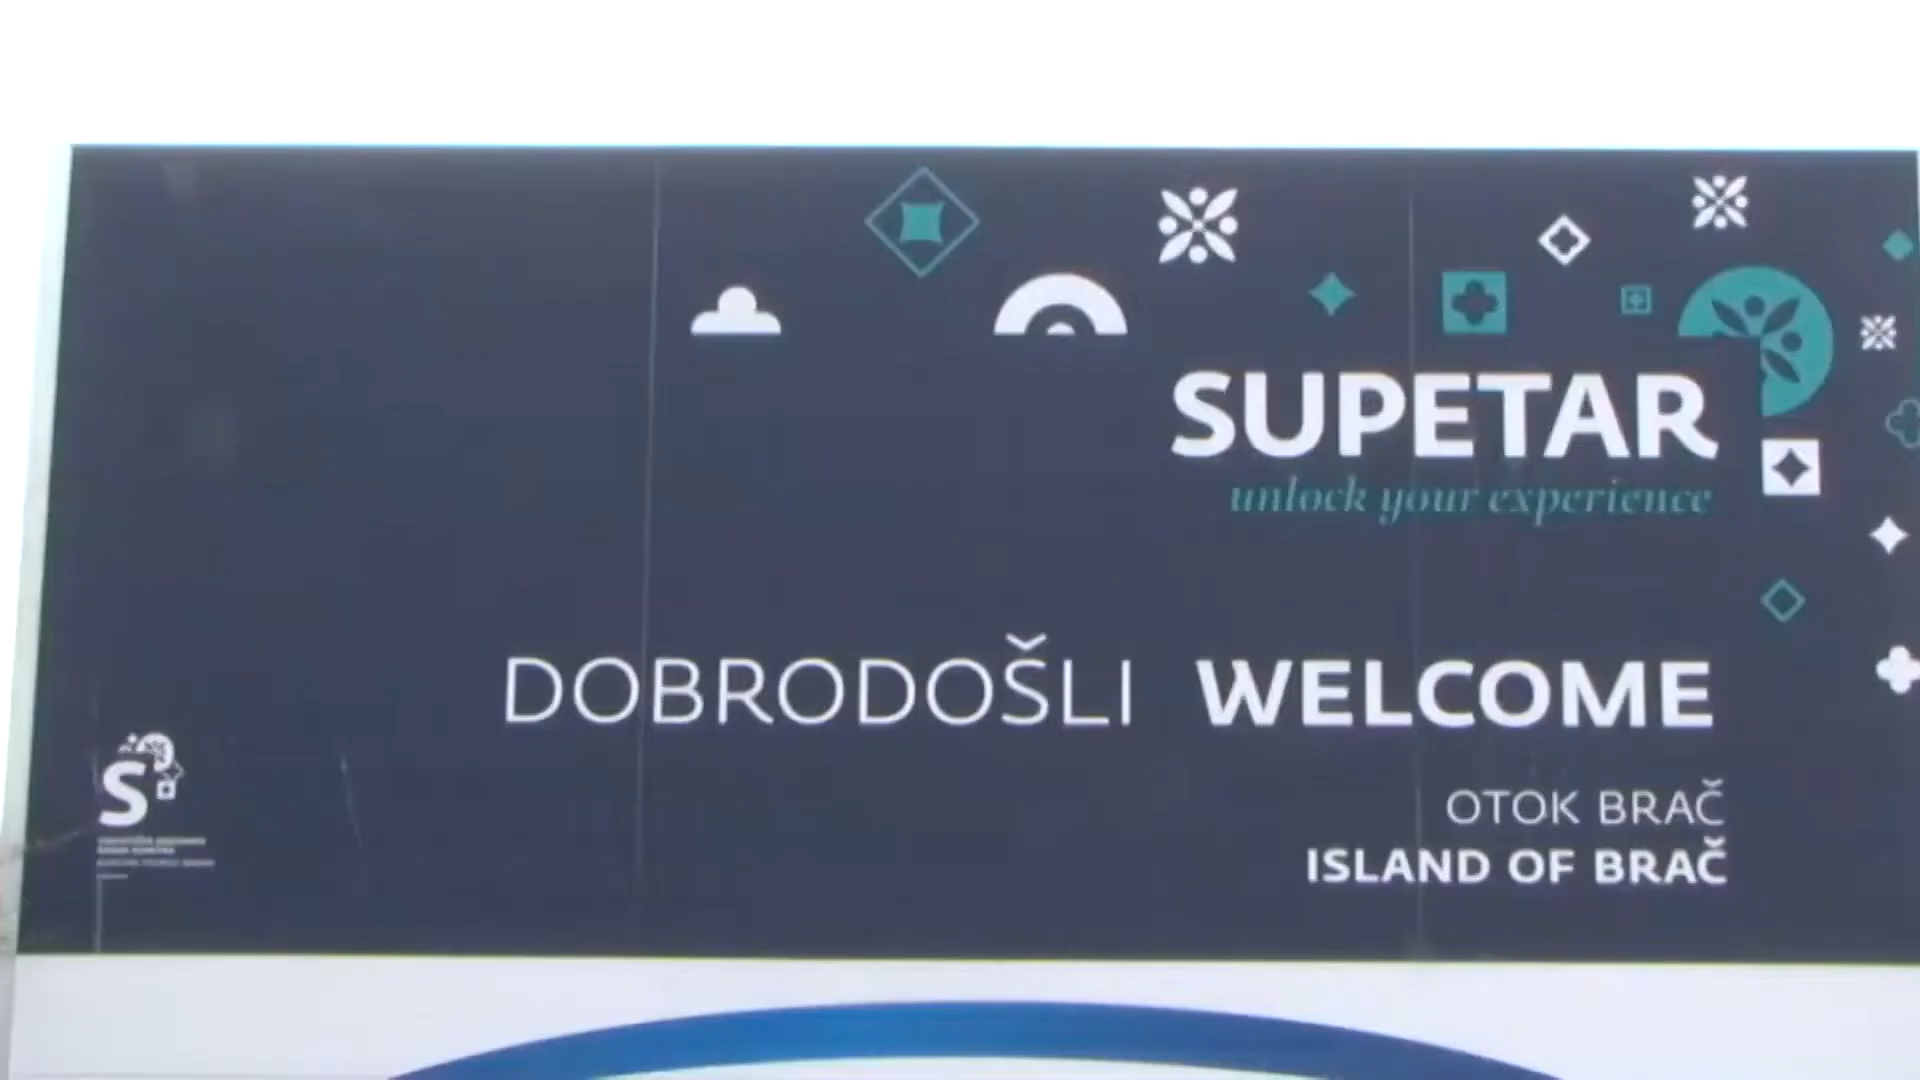 SUPETAR
unlock your experience
DOBRODOŠLI WELCOME
OTOK BRAČ
ISLAND OF BRAČ
S